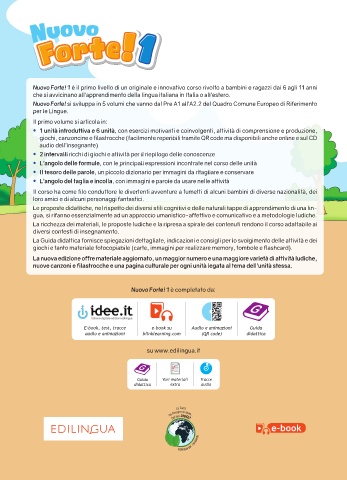 Nuovo
Forte! 1
Nuovo Forte! 1 è il primo livello di un originale e innovativo corso rivolto a bambini e ragazzi dai 6 agli 11 anni
che si avvicinano all'apprendimento della lingua italiana in Italia o all'estero.
Nuovo Forte! si sviluppa in 5 volumi che vanno dal Pre A1 all'A2.2 del Quadro Comune Europeo di Riferimento
per le Lingue.
Il primo volume si articola in:
• 1 unità introduttiva e 6 unità, con esercizi motivanti e coinvolgenti, attività di comprensione e produzione,
giochi, canzoncine e filastrocche (facilmente reperibili tramite QR code ma disponibili anche online e sul CD
audio dell'insegnante)
• 2 intervalli ricchi di giochi e attività per il riepilogo delle conoscenze
• L'angolo delle formule, con le principali espressioni incontrate nel corso delle unità
• Il tesoro delle parole, un piccolo dizionario per immagini da ritagliare e conservare
• L'angolo del taglia e incolla, con immagini e parole da usare nelle attività
Il corso ha come filo conduttore le divertenti avventure a fumetti di alcuni bambini di diverse nazionalità, dei
loro amici e di alcuni personaggi fantastici.
Le proposte didattiche, nel rispetto dei diversi stili cognitivi e delle naturali tappe di apprendimento di una lin-
gua, si rifanno essenzialmente ad un approccio umanistico-affettivo e comunicativo e a metodologie ludiche.
La ricchezza dei materiali, le proposte ludiche e la ripresa a spirale dei contenuti rendono il corso adattabile ai
diversi contesti di insegnamento.
La Guida didattica fornisce spiegazioni dettagliate, indicazioni e consigli per lo svolgimento delle attività e dei
giochi e tanto materiale fotocopiabile (carte, immagini per realizzare memory, tombole e flashcard).
La nuova edizione offre materiale aggiornato, un maggior numero e una maggiore varietà di attività ludiche,
nuove canzoni e filastrocche e una pagina culturale per ogni unità legata al tema dell'unità stessa.
Nuovo Forte! 1 è completato da:
idee.it
E-book, test, tracce
audio e animazioni
e-book su
blinklearning.com
Audio e animazioni
(QR code)
G
Guida
didattica
su www.edilingua.it
Guida
didattica
Vari materiali
extra
Tracce
audio
EDILINGUA
e-book